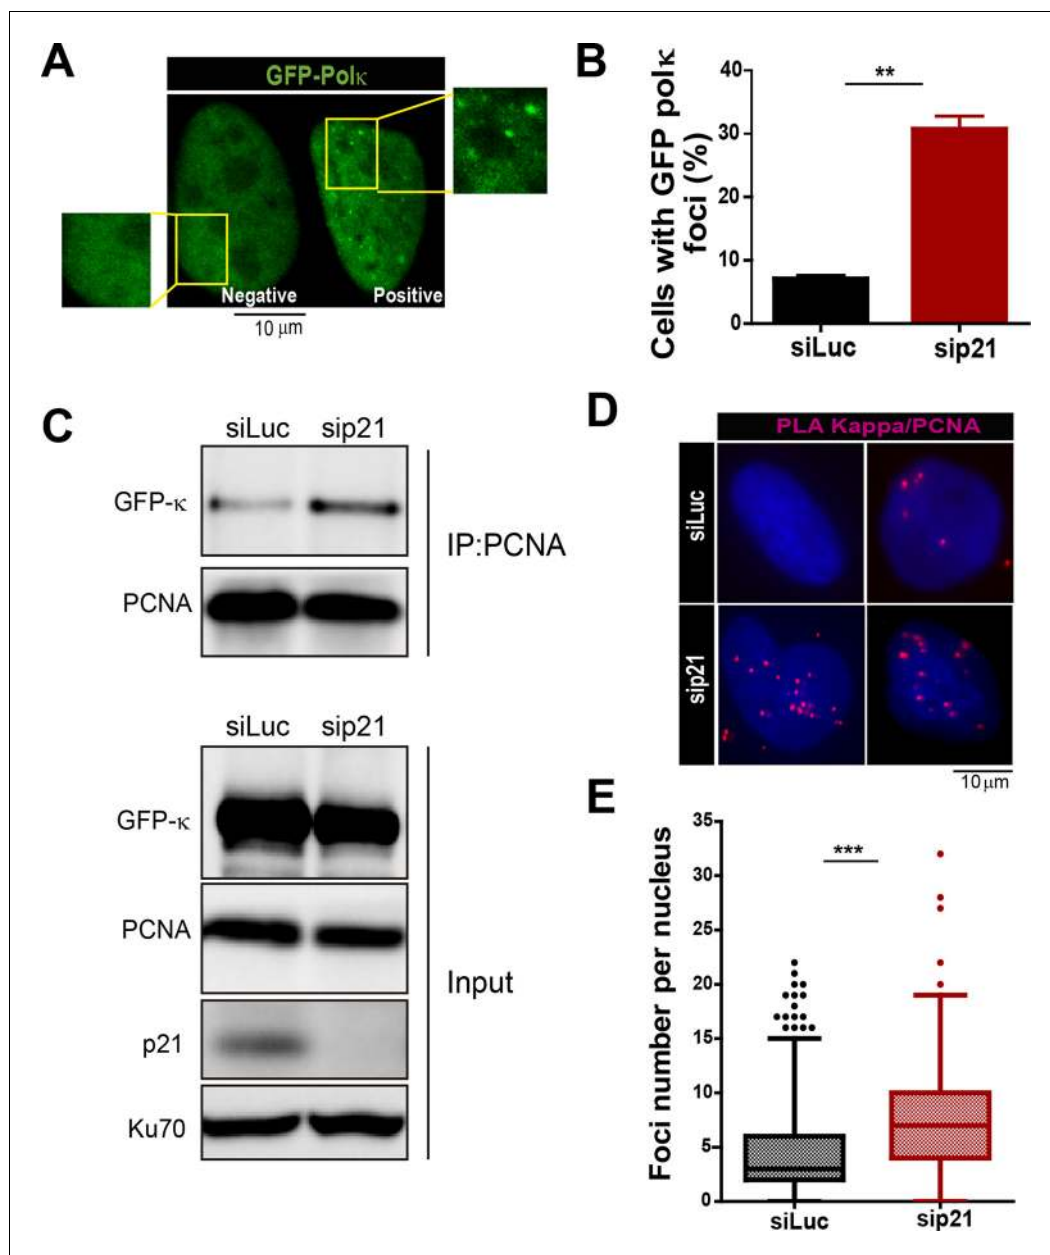 A
GFP-Polκ
Negative
Positive
10 μm
B
Cells with GFP polκ
foci (%)
40
30
20
10
0
**
siLuc
sip21
C
siLuc
sip21
GFP-κ
PCNA
IP:PCNA
siLuc
sip21
GFP-κ
PCNA
p21
Ku70
Input
D
PLA Kappa/PCNA
siLuc
sip21
10 μm
E
Foci number per nucleus
35
30
25
20
15
10
5
0
***
siLuc
sip21